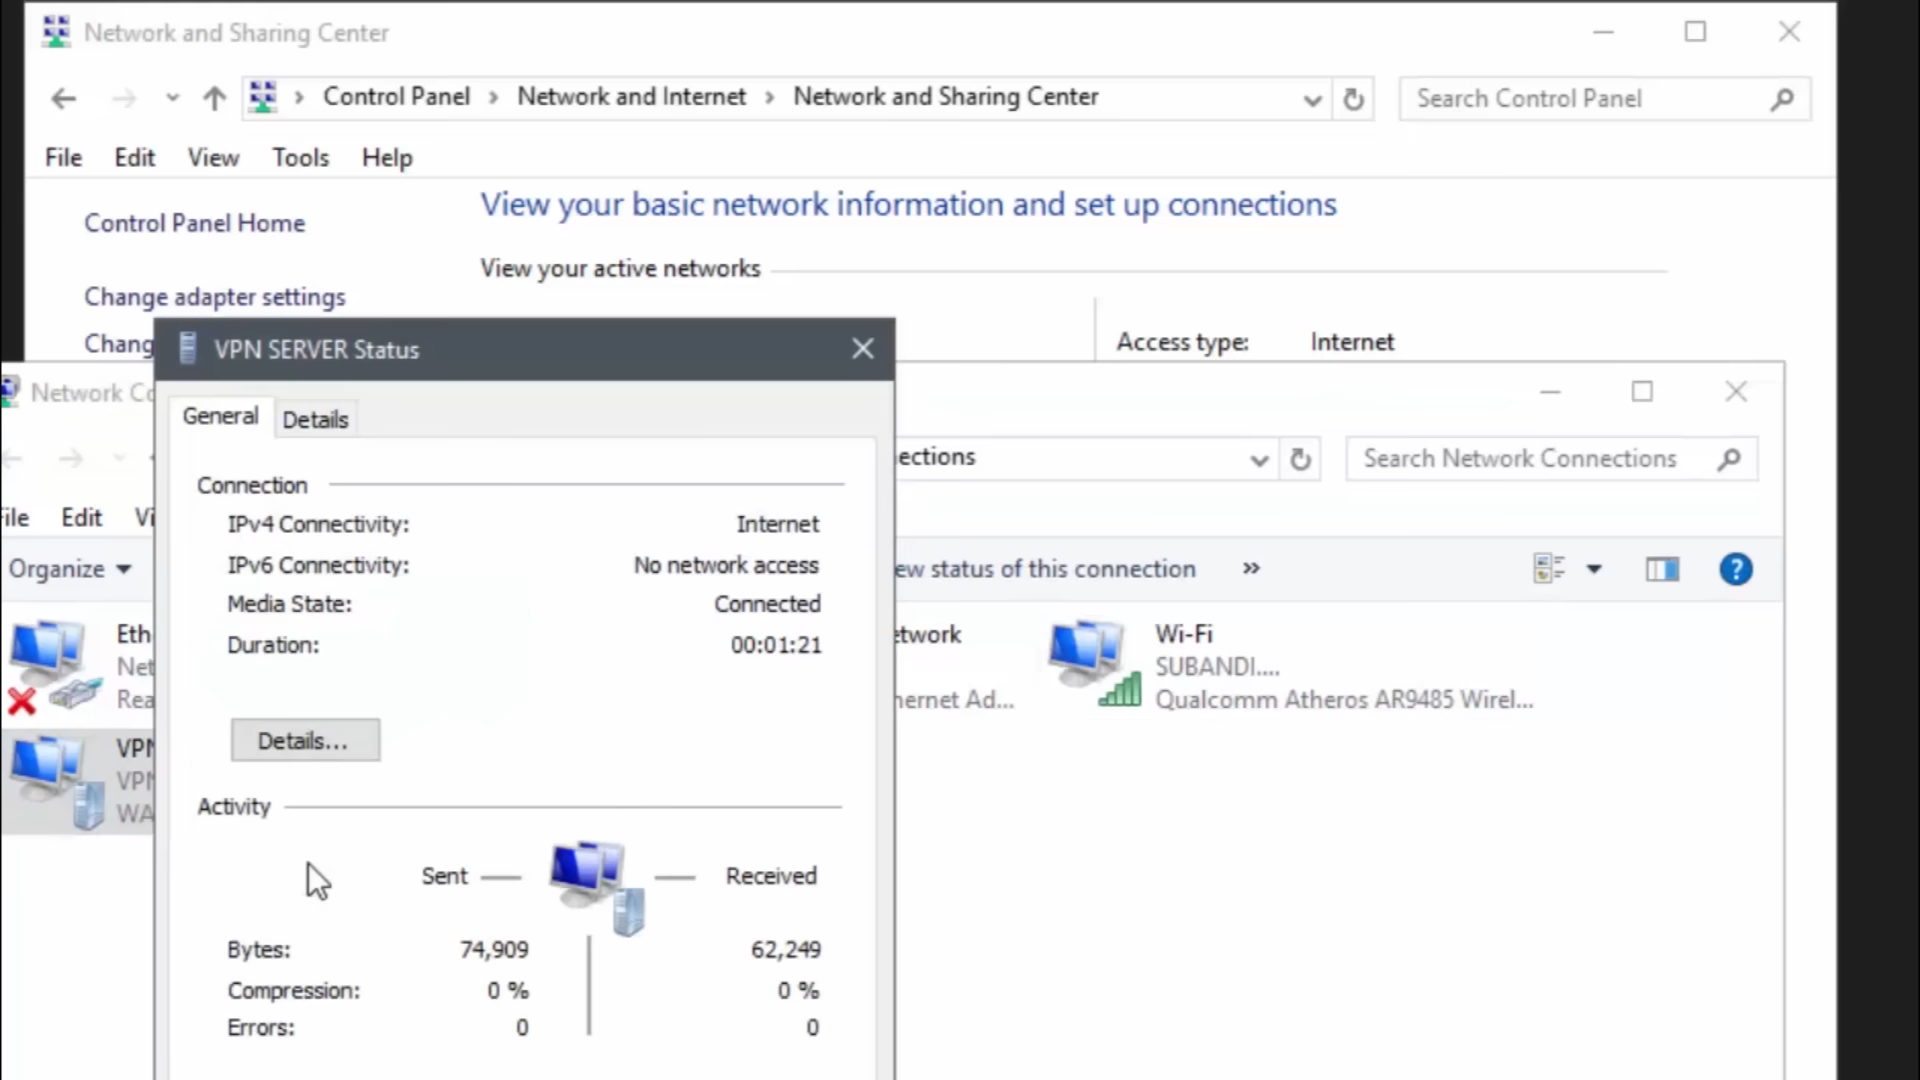 Network and Sharing Center
Control Panel Network and Internet Network and Sharing Center
Search Control Panel
File Edit View Tools Help
View your basic network information and set up connections
Control Panel Home
View your active networks
Change adapter settings
Chang
Access type: Internet
VPN SERVER Status
Network Co
General Details
ections
Search Network Connections
Connection
IPv4 Connectivity: Internet
IPv6 Connectivity: No network access
Media State: Connected
Duration: 00:01:21
ile Edit Vi
Organize
ew status of this connection »
Eth
Net
Rea
etwork
ernet Ad...
Wi-Fi
SUBANDI....
Qualcomm Atheros AR9485 Wirel...
Details...
VPN
VPN
WA
Activity
Sent Received
Bytes: 74,909 62,249
Compression: 0 % 0 %
Errors: 0 0